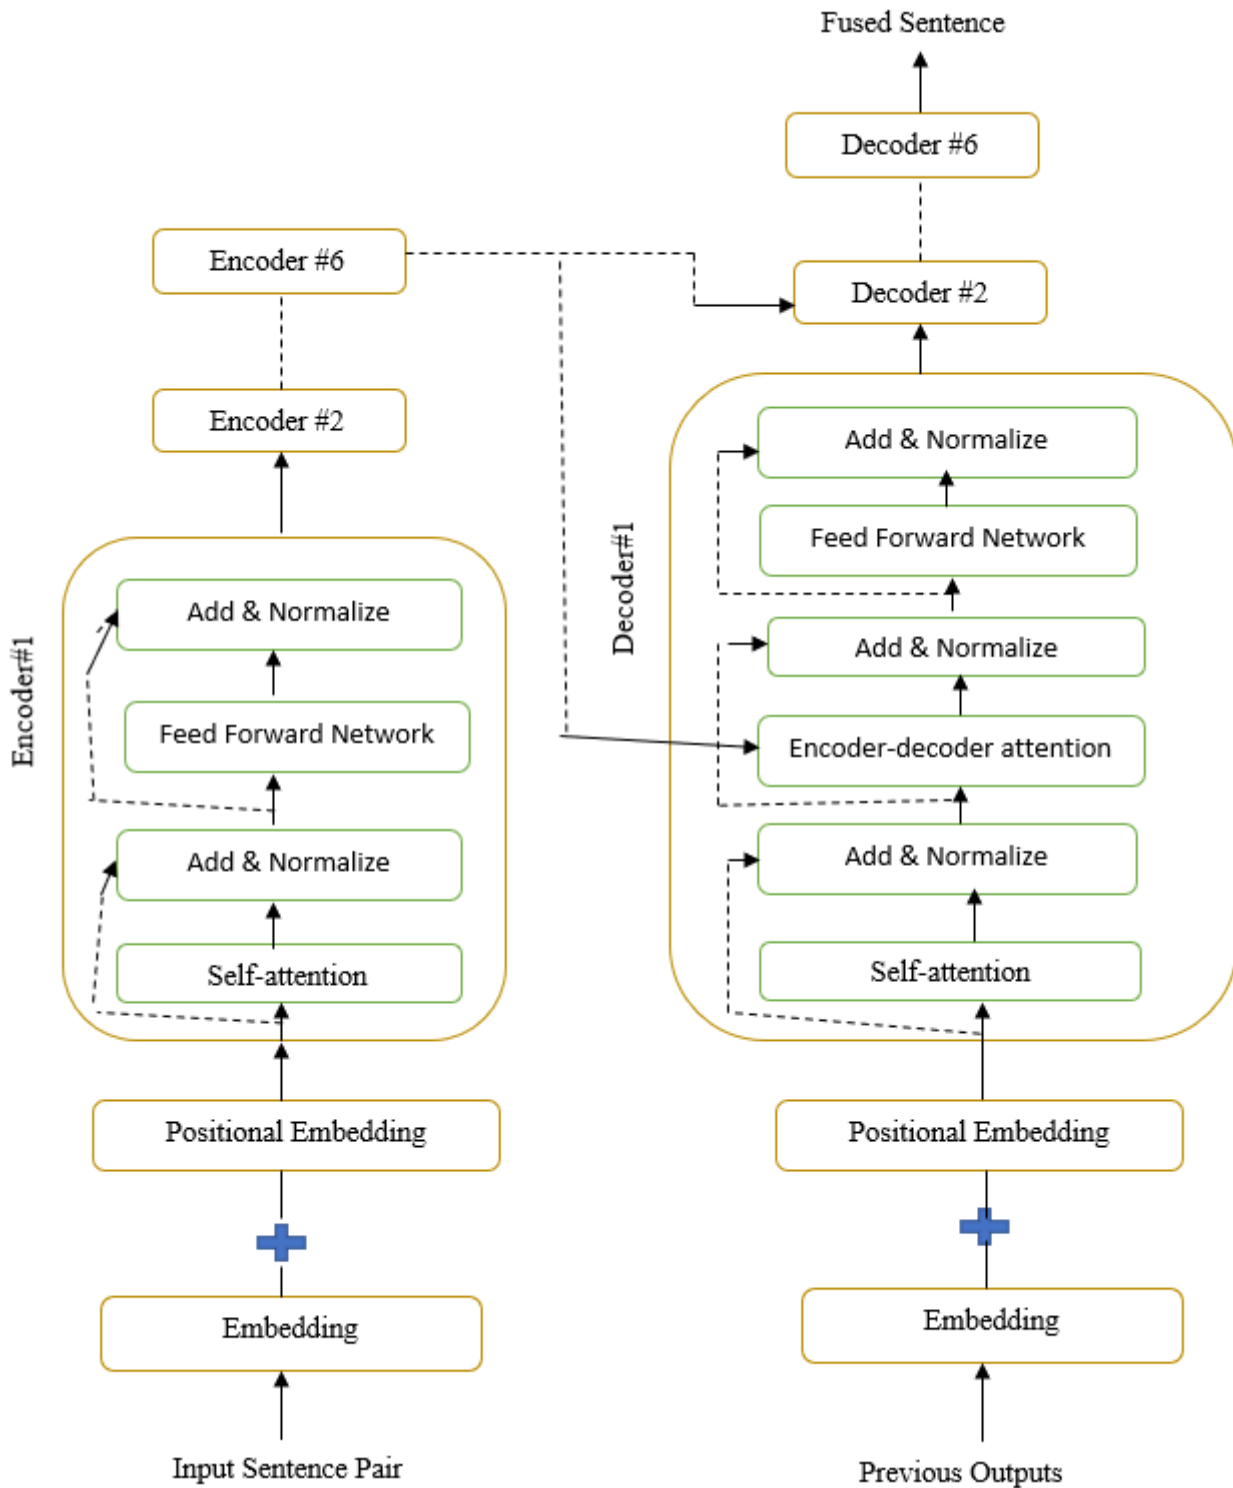 Fused Sentence
Decoder #6
Encoder #6
Decoder #2
Encoder #2
Encoder#1
Add & Normalize
Feed Forward Network
Add & Normalize
Self-attention
Positional Embedding
Embedding
Input Sentence Pair
Decoder#1
Add & Normalize
Feed Forward Network
Add & Normalize
Encoder-decoder attention
Add & Normalize
Self-attention
Positional Embedding
Embedding
Previous Outputs